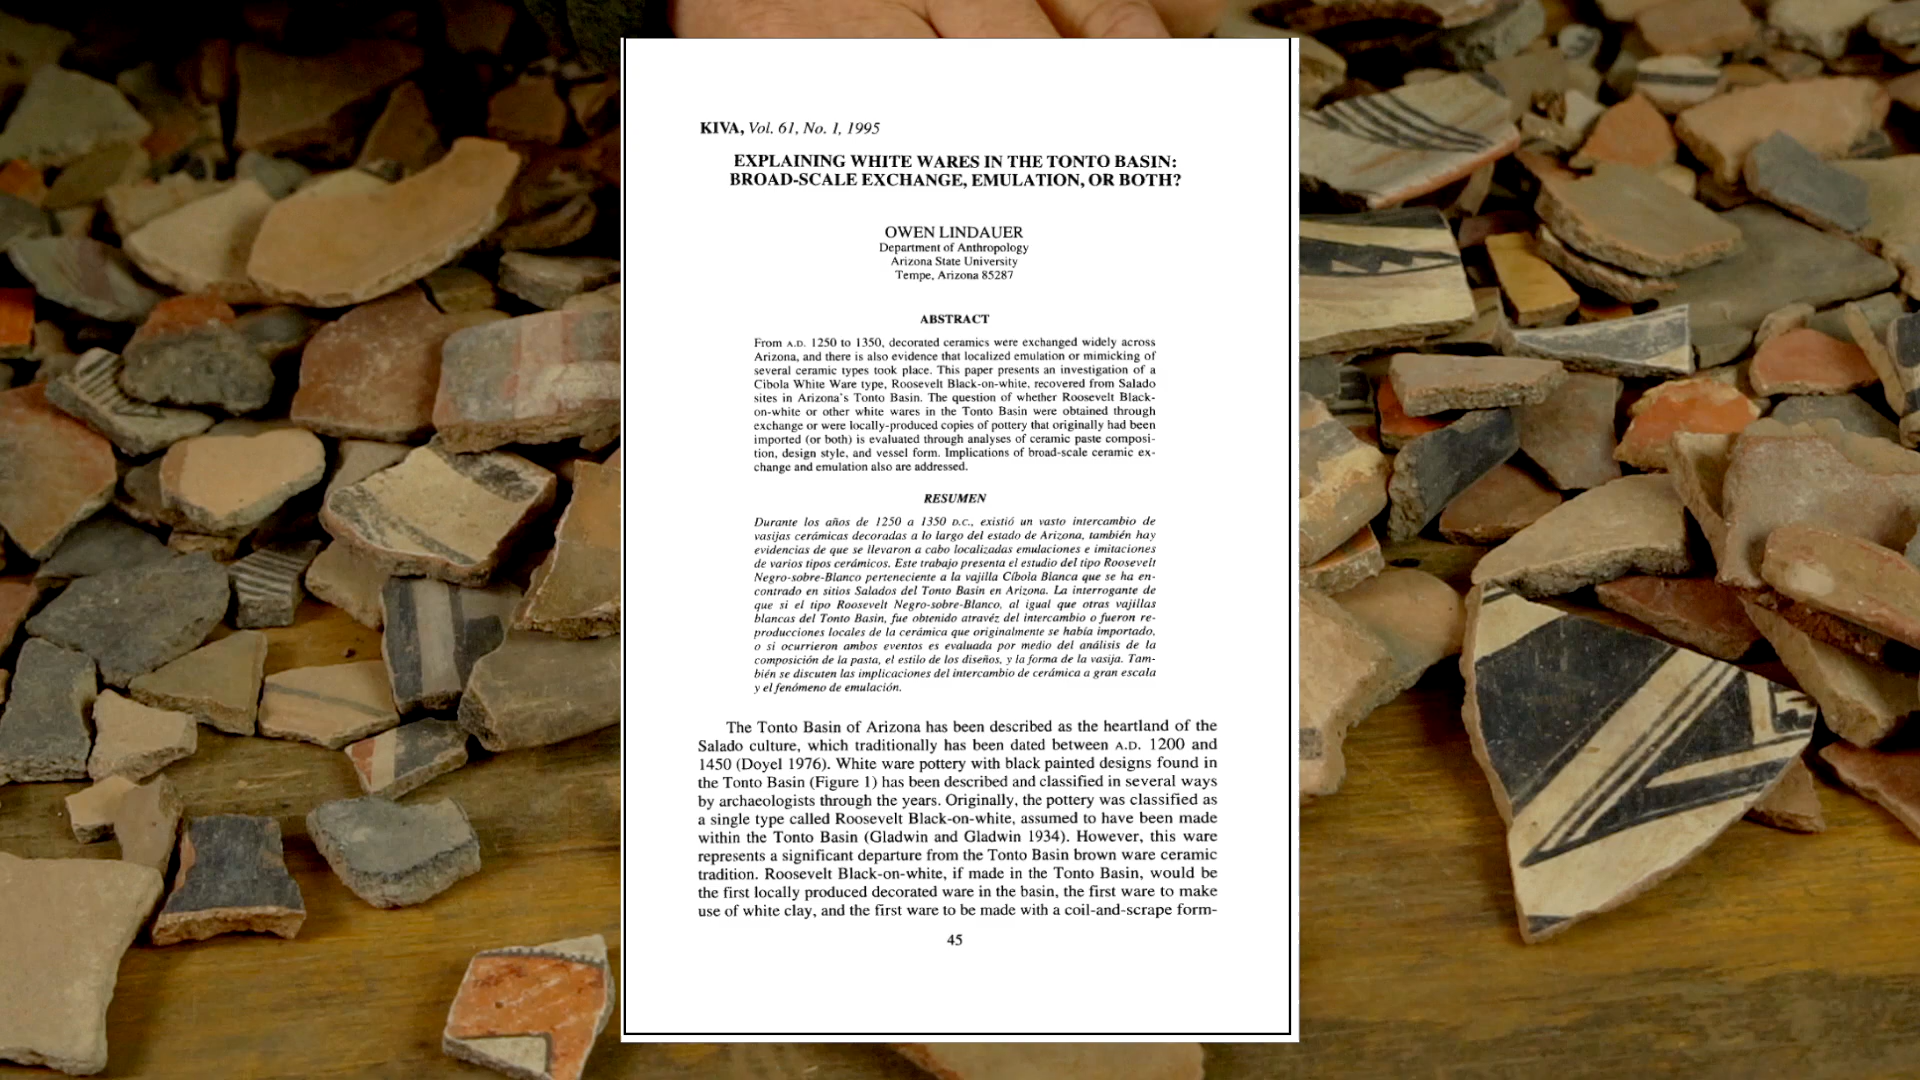 KIVA, Vol. 61, No. 1, 1995
EXPLAINING WHITE WARES IN THE TONTO BASIN:
BROAD-SCALE EXCHANGE, EMULATION, OR BOTH?
OWEN LINDAUER
Department of Anthropology
Arizona State University
Tempe, Arizona 85287
ABSTRACT
From A.D. 1250 to 1350, decorated ceramics were exchanged widely across
Arizona, and there is also evidence that localized emulation or mimicking of
several ceramic types took place. This paper presents an investigation of a
Cibola White Ware type, Roosevelt Black-on-white, recovered from Salado
sites in Arizona's Tonto Basin. The question of whether Roosevelt Black-
on-white or other white wares in the Tonto Basin were obtained through
exchange or were locally-produced copies of pottery that originally had been
imported (or both) is evaluated through analyses of ceramic paste composi-
tion, design style, and vessel form. Implications of broad-scale ceramic ex-
change and emulation also are addressed.
RESUMEN
Durante los años de 1250 a 1350 D.C., existió un vasto intercambio de
vasijas cerámicas decoradas a lo largo del estado de Arizona, también hay
evidencias de que se llevaron a cabo localizadas emulaciones e imitaciones
de varios tipos cerámicos. Este trabajo presenta el estudio del tipo Roosevelt
Negro-sobre-Blanco perteneciente a la vajilla Cíbola Blanca que se ha en-
contrado en sitios Salados del Tonto Basin en Arizona. La interrogante de
que si el tipo Roosevelt Negro-sobre-Blanco, al igual que otras vajillas
blancas del Tonto Basin, fue obtenido atravéz del intercambio o fueron re-
producciones locales de la cerámica que originalmente se había importado,
o si ocurrieron ambos eventos es evaluada por medio del análisis de la
composición de la pasta, el estilo de los diseños, y la forma de la vasija. Tam-
bién se discuten las implicaciones del intercambio de cerámica a gran escala
y el fenómeno de emulación.
The Tonto Basin of Arizona has been described as the heartland of the
Salado culture, which traditionally has been dated between A.D. 1200 and
1450 (Doyel 1976). White ware pottery with black painted designs found in
the Tonto Basin (Figure 1) has been described and classified in several ways
by archaeologists through the years. Originally, the pottery was classified as
a single type called Roosevelt Black-on-white, assumed to have been made
within the Tonto Basin (Gladwin and Gladwin 1934). However, this ware
represents a significant departure from the Tonto Basin brown ware ceramic
tradition. Roosevelt Black-on-white, if made in the Tonto Basin, would be
the first locally produced decorated ware in the basin, the first ware to make
use of white clay, and the first ware to be made with a coil-and-scrape form-
45